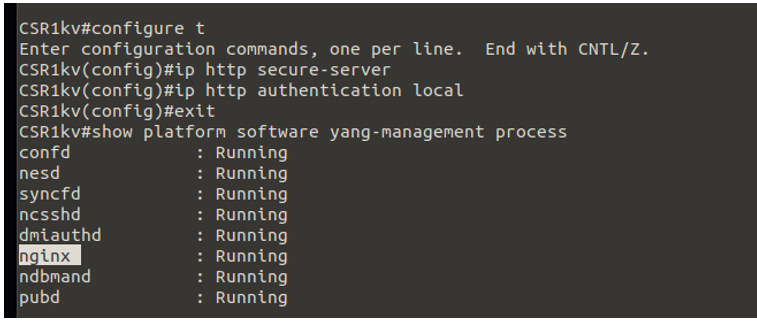 CSR1kv#configure t
Enter configuration commands, one per line.  End with CNTL/Z.
CSR1kv(config)#ip http secure-server
CSR1kv(config)#ip http authentication local
CSR1kv(config)#exit
CSR1kv#show platform software yang-management process
confd            : Running
nesd             : Running
syncfd           : Running
ncsshd           : Running
dmiauthd         : Running
nginx            : Running
ndbmand          : Running
pubd             : Running